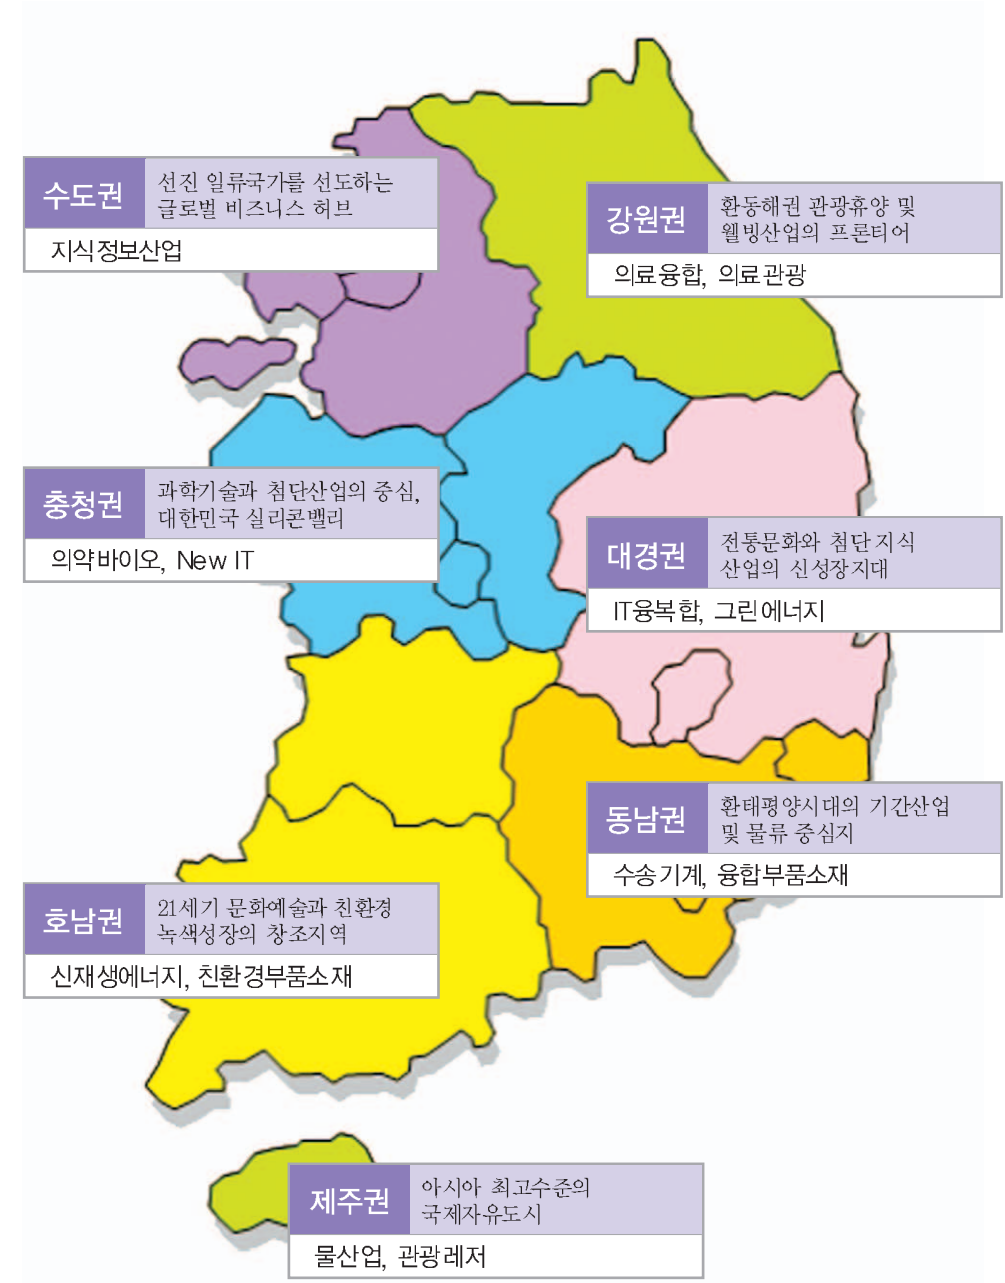 수도권
선진 일류국가를 선도하는
글로벌 비즈니스 허브
지식정보산업
강원권
환동해권 관광휴양 및
웰빙산업의 프론티어
의료융합, 의료관광
충청권
과학기술과 첨단산업의 중심,
대한민국 실리콘밸리
의약바이오, New IT
대경권
전통문화와 첨단지식
산업의 신성장지대
IT융복합, 그린에너지
동남권
환태평양시대의 기간산업
및 물류 중심지
수송기계, 융합부품소재
호남권
21세기 문화예술과 친환경
녹색성장의 창조지역
신재생에너지, 친환경부품소재
제주권
아시아 최고수준의
국제자유도시
물산업, 관광레저